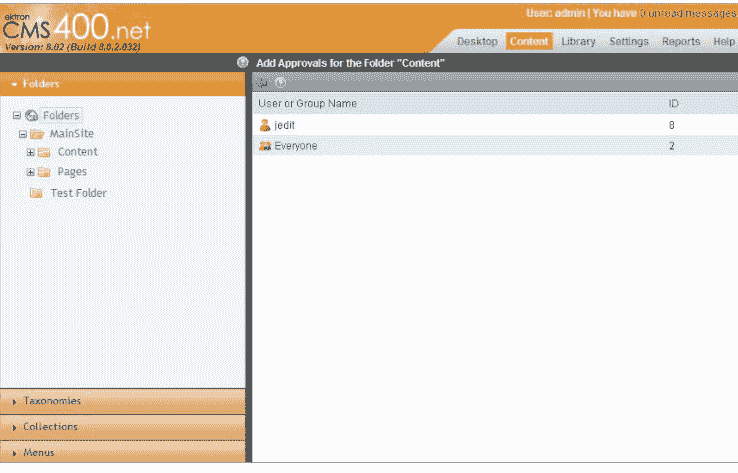 User: admin | You have 0 unread messages
ektron
CMS400.net
Version: 8.02 (Build 8.0.2.032)
Desktop Content Library Settings Reports Help
Add Approvals for the Folder "Content"
Folders
User or Group Name ID
Folders
jedit 8
MainSite
Everyone 2
Content
Pages
Test Folder
Taxonomies
Collections
Menus